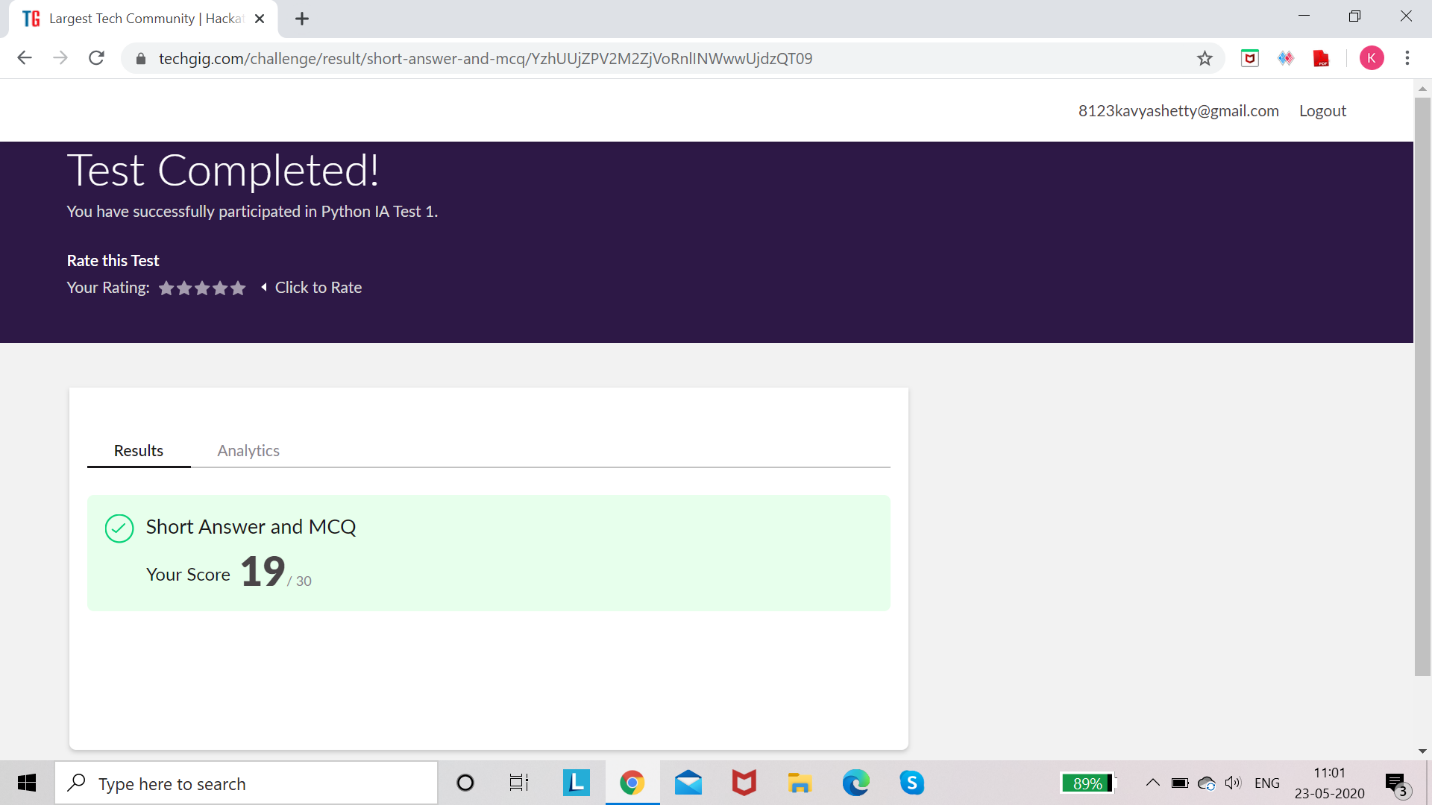 TG Largest Tech Community | Hacka
techgig.com/challenge/result/short-answer-and-mcq/YzhUUjZPV2M2ZjVoRnlINWwwUjdzQT09
K
8123kavyashetty@gmail.com Logout
Test Completed!
You have successfully participated in Python IA Test 1.
Rate this Test
Your Rating: Click to Rate
Results Analytics
Short Answer and MCQ
Your Score 19 / 30
Type here to search
L
S
89%
ENG
11:01
23-05-2020
3